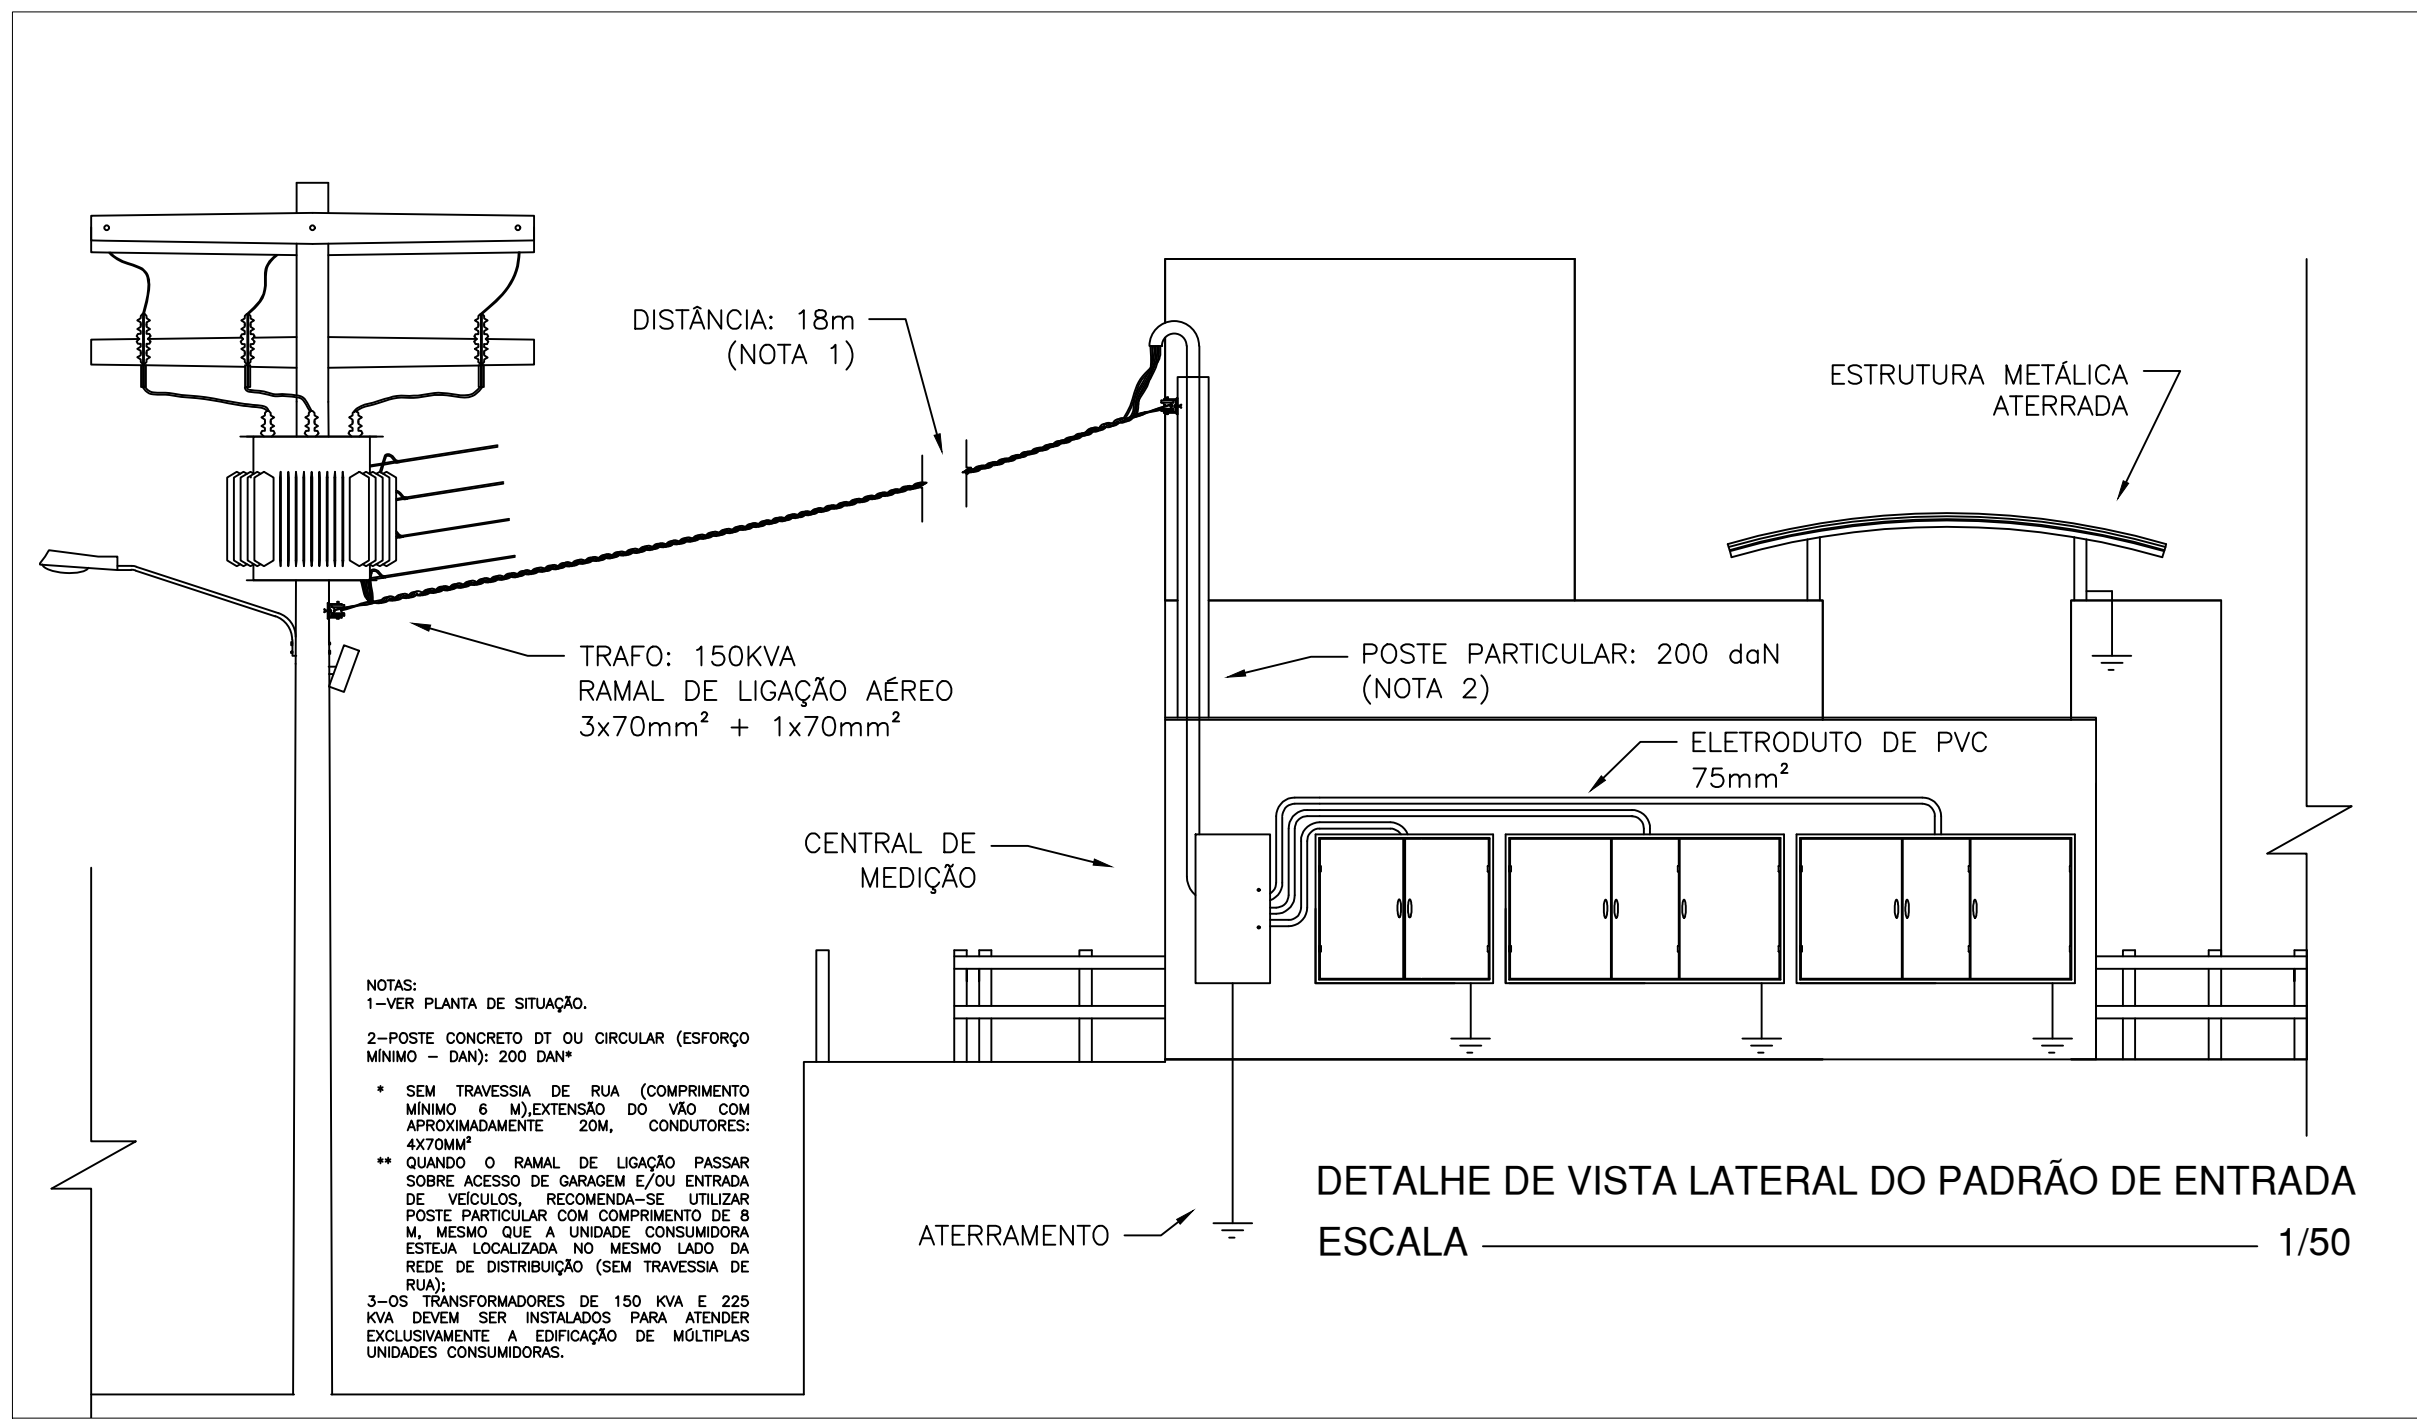 DISTÂNCIA: 18m
(NOTA 1)
ESTRUTURA METÁLICA
ATERRADA
TRAFO: 150KVA
RAMAL DE LIGAÇÃO AÉREO
3x70mm² + 1x70mm²
POSTE PARTICULAR: 200 daN
(NOTA 2)
ELETRODUTO DE PVC
75mm²
CENTRAL DE
MEDIÇÃO
NOTAS:
1-VER PLANTA DE SITUAÇÃO.
2-POSTE CONCRETO DT OU CIRCULAR (ESFORÇO
MÍNIMO - DAN): 200 DAN*
* SEM TRAVESSIA DE RUA (COMPRIMENTO
MÍNIMO 6 M),EXTENSÃO DO VÃO COM
APROXIMADAMENTE 20M, CONDUTORES:
4X70MM²
** QUANDO O RAMAL DE LIGAÇÃO PASSAR
SOBRE ACESSO DE GARAGEM E/OU ENTRADA
DE VEÍCULOS, RECOMENDA-SE UTILIZAR
POSTE PARTICULAR COM COMPRIMENTO DE 8
M, MESMO QUE A UNIDADE CONSUMIDORA
ESTEJA LOCALIZADA NO MESMO LADO DA
REDE DE DISTRIBUIÇÃO (SEM TRAVESSIA DE
RUA);
3-OS TRANSFORMADORES DE 150 KVA E 225
KVA DEVEM SER INSTALADOS PARA ATENDER
EXCLUSIVAMENTE A EDIFICAÇÃO DE MÚLTIPLAS
UNIDADES CONSUMIDORAS.
ATERRAMENTO
DETALHE DE VISTA LATERAL DO PADRÃO DE ENTRADA
ESCALA 1/50